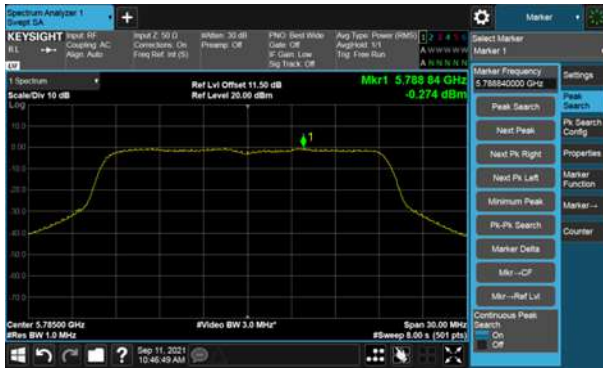 Spectrum Analyzer 1
Swept SA
+
Marker
KEYSIGHT
Input: RF
Input Z: 50 Ω
#Atten: 30 dB
PNO: Best Wide
Avg Type: Power (RMS)
1 2 3 4 5 6
Select Marker
RL
Coupling: AC
Corrections: On
Preamp: Off
Gate: Off
Avg|Hold: 1/1
A W W W W W
Marker 1
Align: Auto
Freq Ref: Int (S)
IF Gain: Low
Trig: Free Run
Sig Track: Off
A N N N N N
1 Spectrum
Ref Lvl Offset 11.50 dB
Mkr1 5.788 84 GHz
Marker Frequency
5.788840000 GHz
Settings
Scale/Div 10 dB
Ref Level 20.00 dBm
-0.274 dBm
Log
Peak Search
Peak
Search
10.0
Next Peak
Pk Search
Config
0.00
1
Next Pk Right
Properties
-10.0
Next Pk Left
Marker
Function
-20.0
Minimum Peak
Marker→
-30.0
Pk-Pk Search
Counter
-40.0
Marker Delta
-50.0
-60.0
Mkr→CF
-70.0
Mkr→Ref Lvl
Center 5.78500 GHz
#Video BW 3.0 MHz*
Span 30.00 MHz
Continuous Peak
Search
#Res BW 1.0 MHz
#Sweep 8.00 s (501 pts)
On
Off
?
Sep 11, 2021
10:46:49 AM